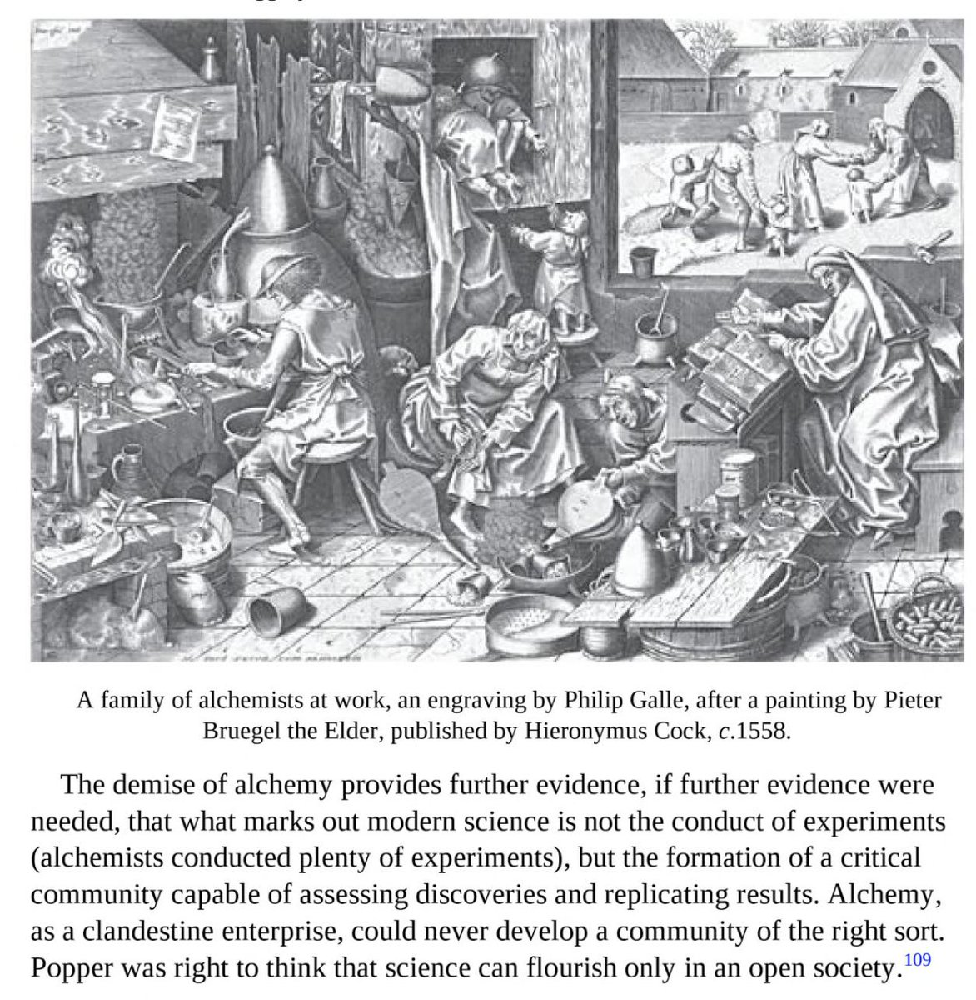 A family of alchemists at work, an engraving by Philip Galle, after a painting by Pieter
Bruegel the Elder, published by Hieronymus Cock, c.1558.
The demise of alchemy provides further evidence, if further evidence were
needed, that what marks out modern science is not the conduct of experiments
(alchemists conducted plenty of experiments), but the formation of a critical
community capable of assessing discoveries and replicating results. Alchemy,
as a clandestine enterprise, could never develop a community of the right sort.
Popper was right to think that science can flourish only in an open society.109